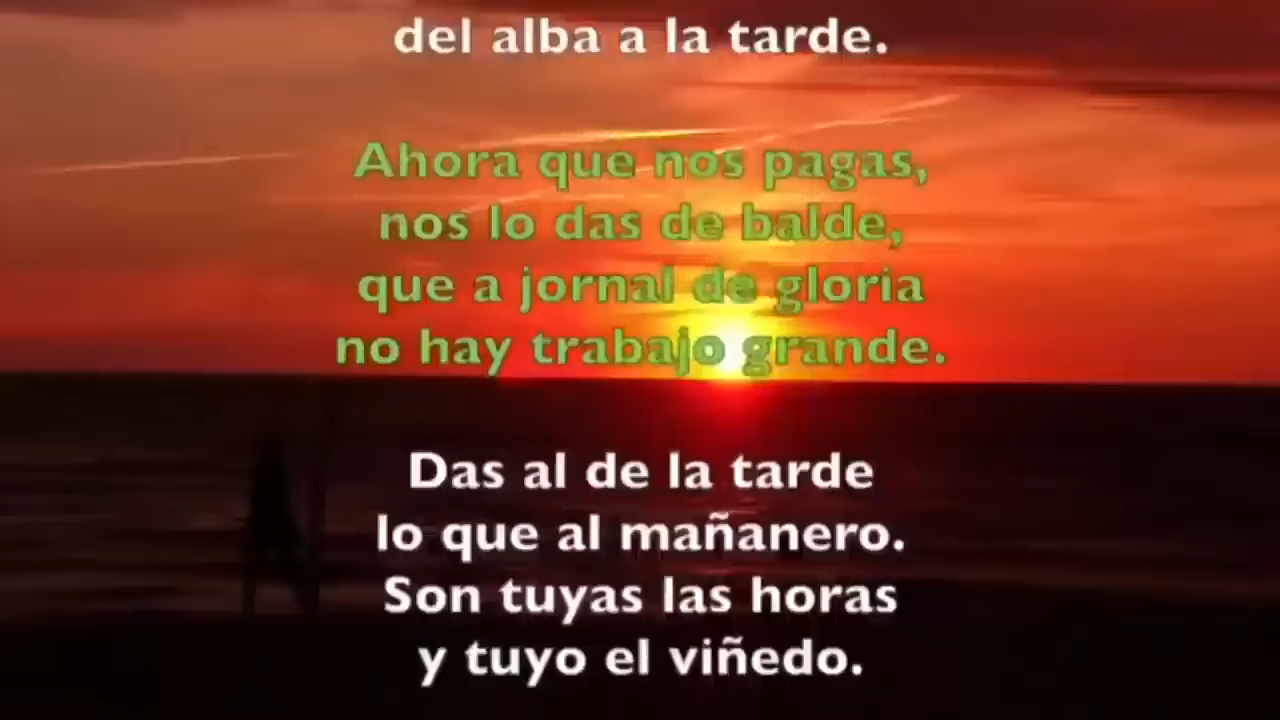 del alba a la tarde.
Ahora que nos pagas,
nos lo das de balde,
que a jornal de gloria
no hay trabajo grande.
Das al de la tarde
lo que al mañanero.
Son tuyas las horas
y tuyo el viñedo.